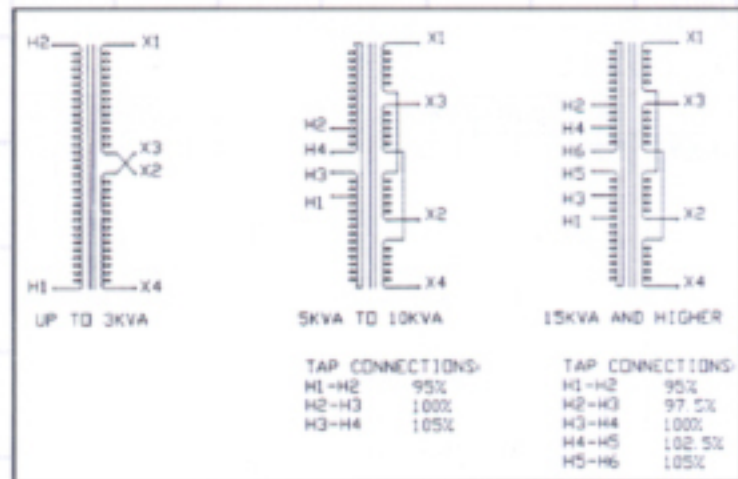 H2 X1
X3
X2
H1 X4
UP TO 3KVA
X1
X3
H2
H4
H3
H1
X2
X4
5KVA TO 10KVA
TAP CONNECTIONS:
H1-H2 95%
H2-H3 100%
H3-H4 105%
X1
H2 X3
H4
H6
H5
H3
H1 X2
X4
15KVA AND HIGHER
TAP CONNECTIONS:
H1-H2 95%
H2-H3 97.5%
H3-H4 100%
H4-H5 102.5%
H5-H6 105%